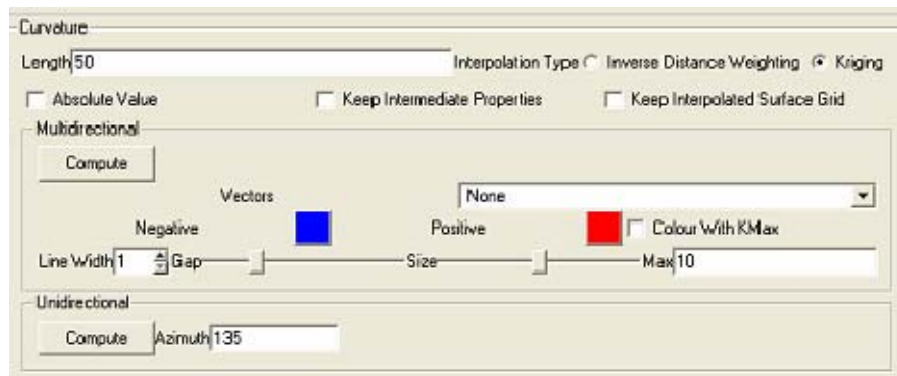 Curvature
Length 50 Interpolation Type Inverse Distance Weighting Kriging
Absolute Value Keep Intermediate Properties Keep Interpolated Surface Grid
Multidirectional
Compute
Vectors None
Negative Positive Colour With KMax
Line Width 1 Gap Size Max 10
Unidirectional
Compute Azimuth 135